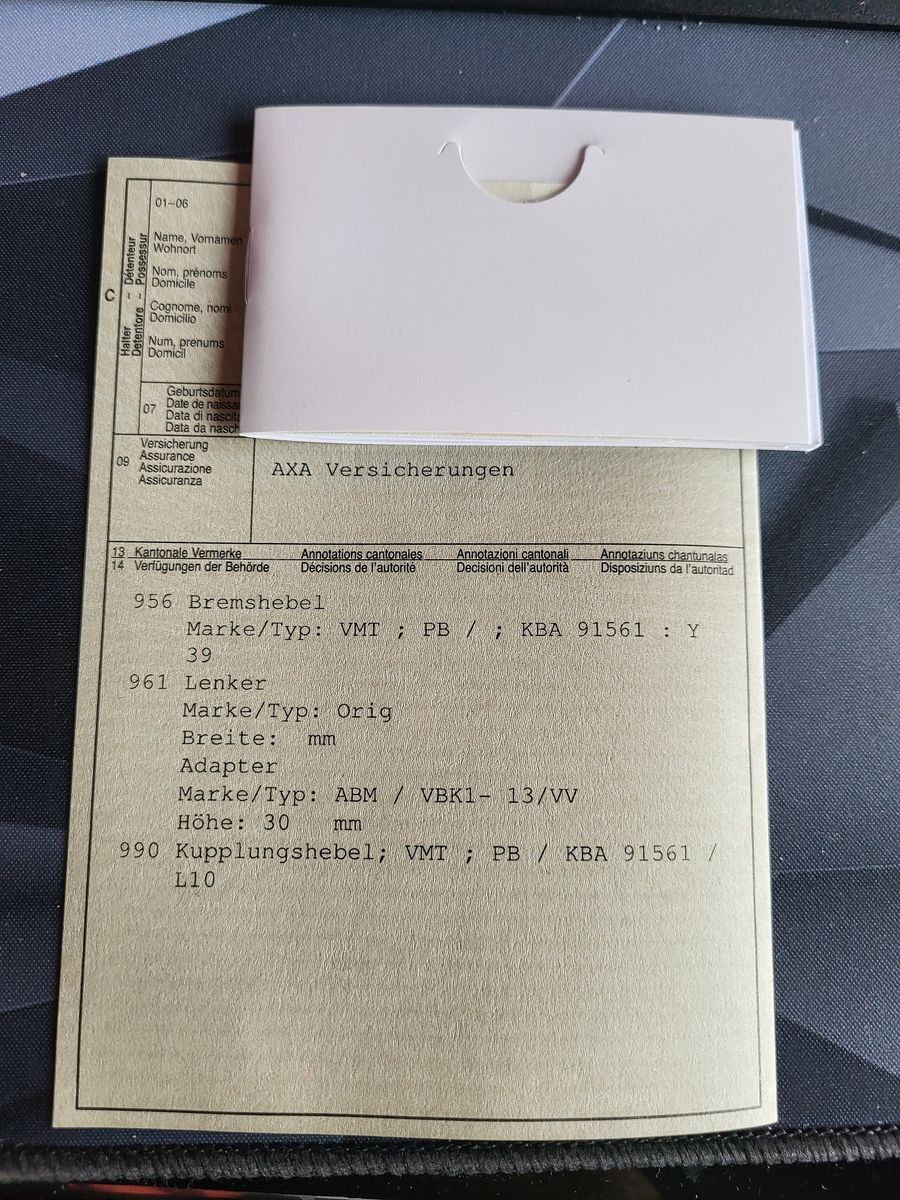 01–06
Name, Vornamen
Wohnort
Nom, prénoms
Domicile
Cognome, nomi
Domicilio
Num, prenums
Domicil
C
Halter – Détenteur
Detentore – Possessur
07
Geburtsdatum
Date de
Data di
Data da
09
Versicherung
Assurance
Assicurazione
Assicuranza
AXA Versicherungen
13 Kantonale Vermerke Annotations cantonales Annotazioni cantonali Annotaziuns chantunalas
14 Verfügungen der Behörde Décisions de l'autorité Decisioni dell'autorità Disposiziuns da l'autoritad
956 Bremshebel
Marke/Typ: VMT ; PB / ; KBA 91561 : Y
39
961 Lenker
Marke/Typ: Orig
Breite: mm
Adapter
Marke/Typ: ABM / VBK1- 13/VV
Höhe: 30 mm
990 Kupplungshebel; VMT ; PB / KBA 91561 /
L10